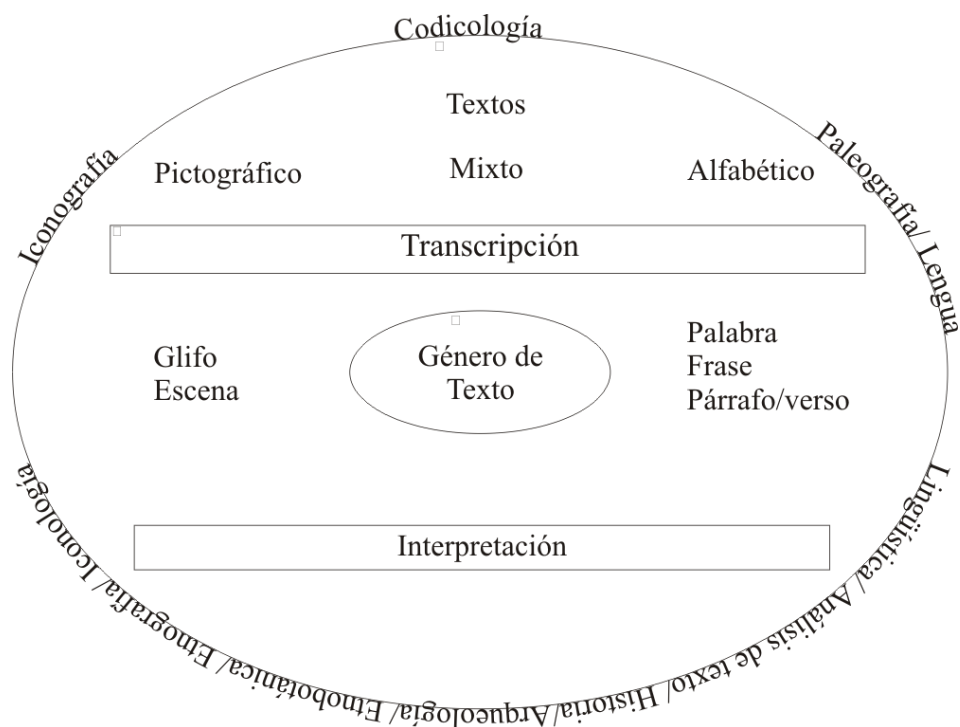 Codicología
Textos
Pictográfico
Mixto
Alfabético
Iconografía
Paleografía/ Lengua
Transcripción
Glifo
Escena
Género de
Texto
Palabra
Frase
Párrafo/verso
Interpretación
Lingüística/ Análisis de texto/ Historia/Arqueología/ Etnobotánica/ Etnografía/ Iconología